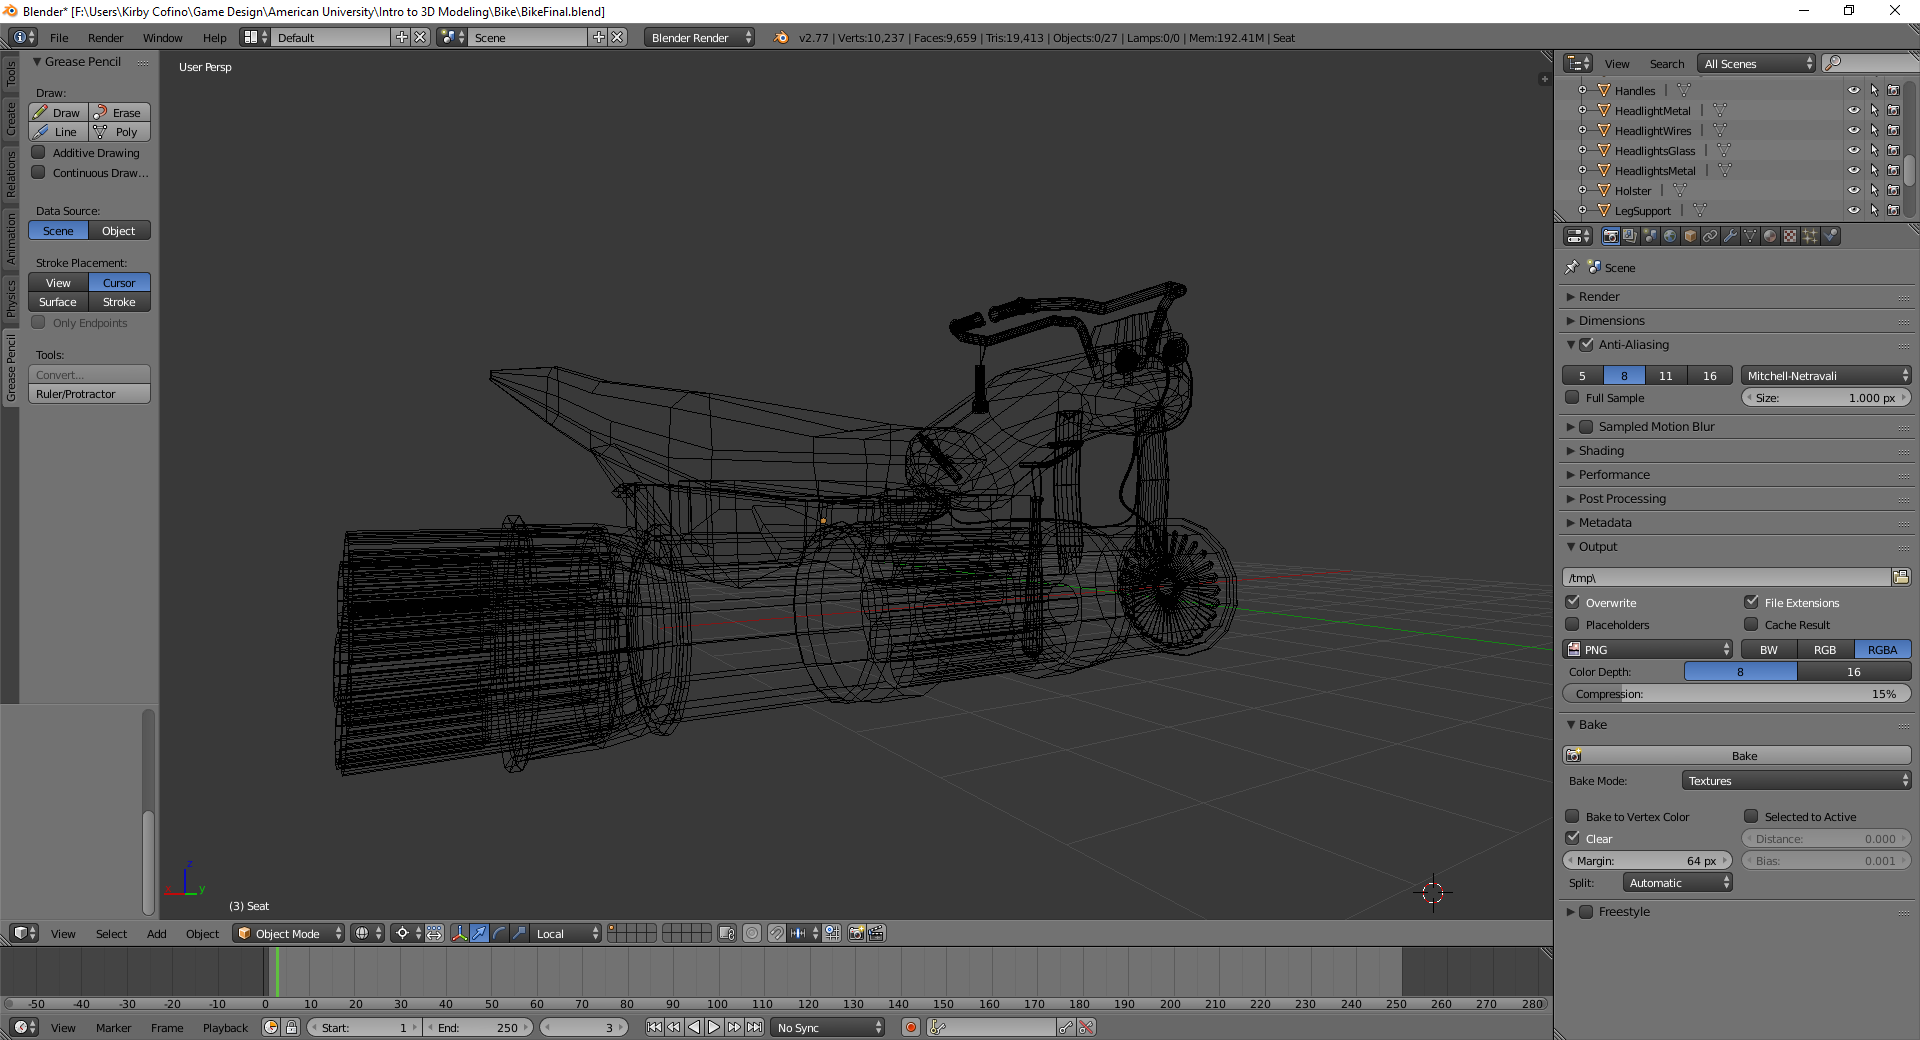 Blender* [F:\Users\Kirby Cofino\Game Design\American University\Intro to 3D Modeling\Bike\BikeFinal.blend]
File Render Window Help Default Scene Blender Render v2.77 | Verts:10,237 | Faces:9,659 | Tris:19,413 | Objects:0/27 | Lamps:0/0 | Mem:192.41M | Seat
Tools
Create
Relations
Animation
Physics
Grease Pencil
Grease Pencil
Draw:
Draw Erase
Line Poly
Additive Drawing
Continuous Draw...
Data Source:
Scene Object
Stroke Placement:
View Cursor
Surface Stroke
Only Endpoints
Tools:
Convert...
Ruler/Protractor
User Persp
z
x y
(3) Seat
View Select Add Object Object Mode Local
View Search All Scenes
Handles
HeadlightMetal
HeadlightWires
HeadlightsGlass
HeadlightsMetal
Holster
LegSupport
Scene
Render
Dimensions
Anti-Aliasing
5 8 11 16 Mitchell-Netravali
Full Sample Size: 1.000 px
Sampled Motion Blur
Shading
Performance
Post Processing
Metadata
Output
/tmp\
Overwrite File Extensions
Placeholders Cache Result
PNG BW RGB RGBA
Color Depth: 8 16
Compression: 15%
Bake
Bake
Bake Mode: Textures
Bake to Vertex Color Selected to Active
Clear Distance: 0.000
Margin: 64 px Bias: 0.001
Split: Automatic
Freestyle
-50 -40 -30 -20 -10 0 10 20 30 40 50 60 70 80 90 100 110 120 130 140 150 160 170 180 190 200 210 220 230 240 250 260 270 280
View Marker Frame Playback Start: 1 End: 250 3 No Sync